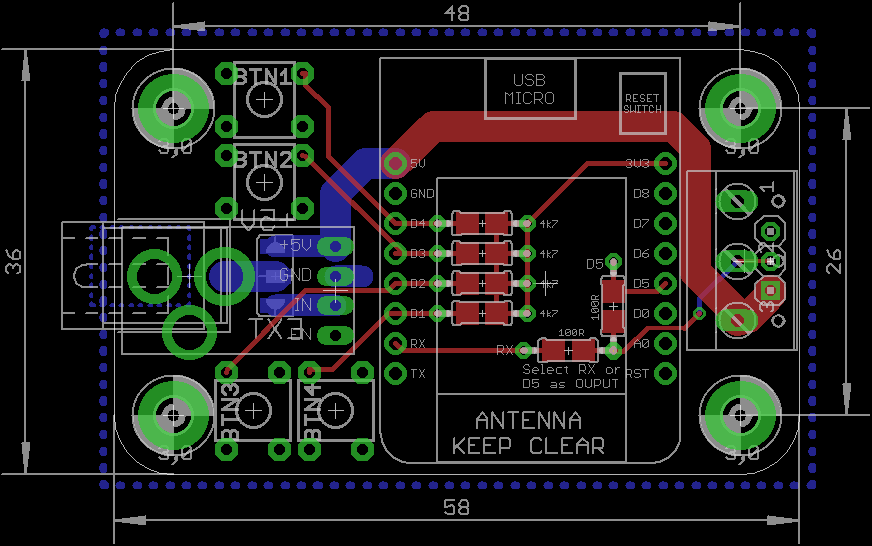 48
BTN1
USB
MICRO
RESET
SWITCH
3,0
3,0
BTN2
5V
3V3
GND
D8
1
+5V
D4
4k7
D7
+5V
D3
4k7
D6
2
36
26
GND
D2
4k7
D5
D5
IN
D1
4k7
100R
D0
3
EXT
EN
100R
RX
RX
A0
Select RX or
D5 as OUPUT
TX
RST
BTN3
BTN4
ANTENNA
KEEP CLEAR
3,0
3,0
58